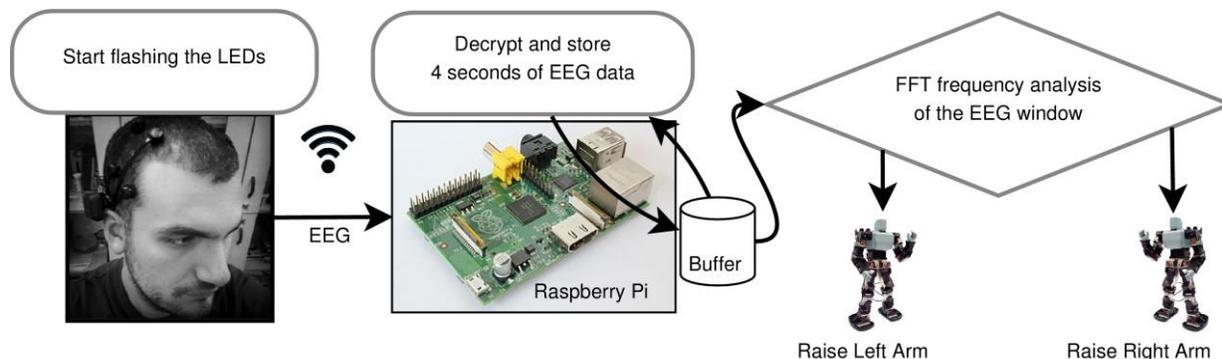 Start flashing the LEDs
Decrypt and store
4 seconds of EEG data
FFT frequency analysis
of the EEG window
EEG
Raspberry Pi
Buffer
Raise Left Arm
Raise Right Arm